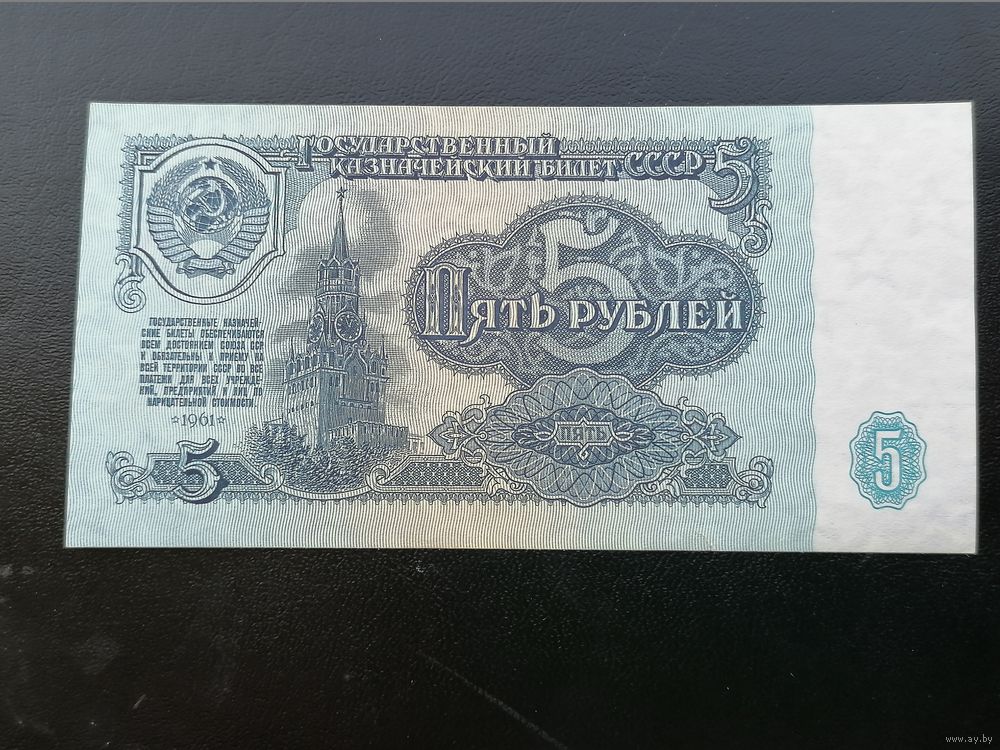 ГОСУДАРСТВЕННЫЙ
КАЗНАЧЕЙСКИЙ БИЛЕТ СССР 5
5
ПЯТЬ РУБЛЕЙ
ГОСУДАРСТВЕННЫЕ КАЗНАЧЕЙ-
СКИЕ БИЛЕТЫ ОБЕСПЕЧИВАЮТСЯ
ВСЕМ ДОСТОЯНИЕМ СОЮЗА ССР
И ОБЯЗАТЕЛЬНЫ К ПРИЕМУ НА
ВСЕЙ ТЕРРИТОРИИ СССР ВО ВСЕ
ПЛАТЕЖИ ДЛЯ ВСЕХ УЧРЕЖДЕ-
НИЙ, ПРЕДПРИЯТИЙ И ЛИЦ ПО
НАРИЦАТЕЛЬНОЙ СТОИМОСТИ.
1961
ПЯТЬ
5
5
www.ay.by